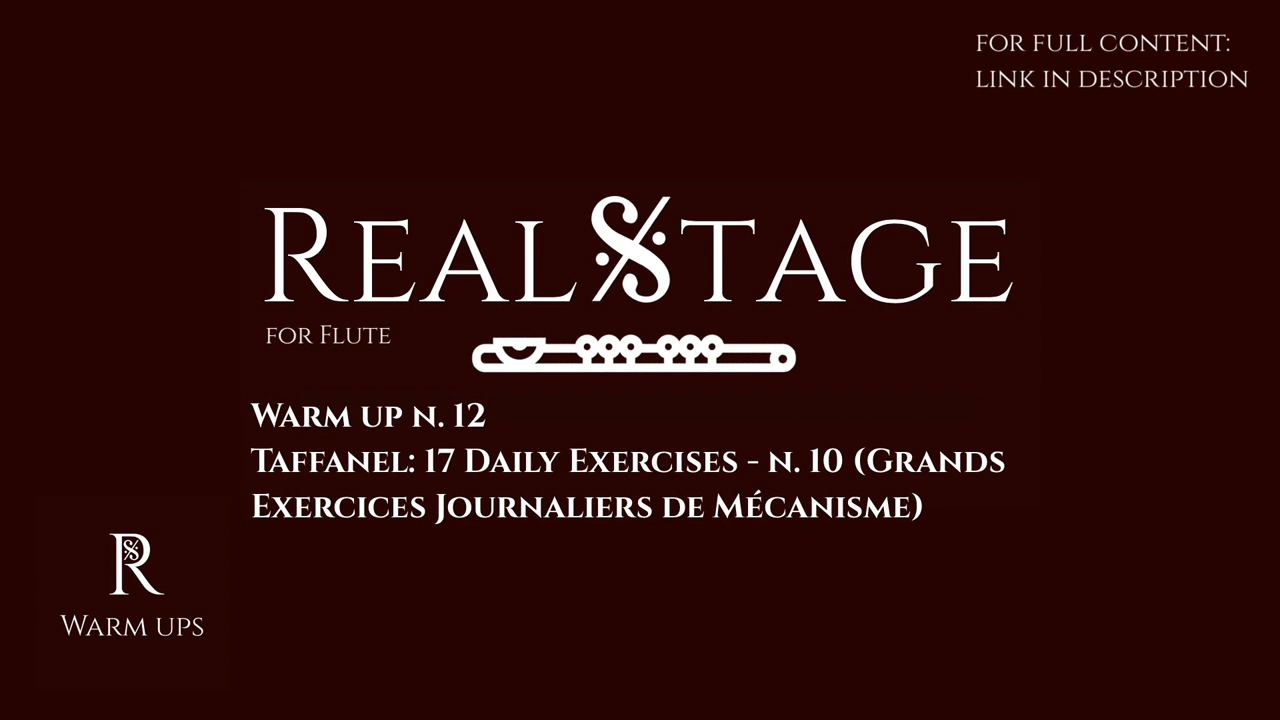 FOR FULL CONTENT:
LINK IN DESCRIPTION
REALSTAGE
FOR FLUTE
WARM UP N. 12
TAFFANEL: 17 DAILY EXERCISES - N. 10 (GRANDS
EXERCICES JOURNALIERS DE MÉCANISME)
R
WARM UPS